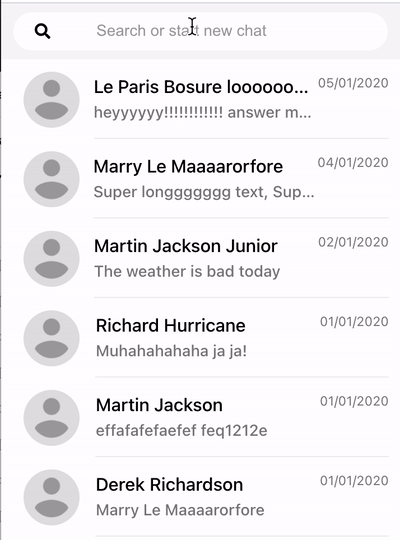 Search or start new chat
Le Paris Bosure loooooo... 05/01/2020
heyyyyyy!!!!!!!!!!!! answer m...
Marry Le Maaaarorfore 04/01/2020
Super longggggggg text, Sup...
Martin Jackson Junior 02/01/2020
The weather is bad today
Richard Hurricane 01/01/2020
Muhahahahaha ja ja!
Martin Jackson 01/01/2020
effafafefaefef feq1212e
Derek Richardson 01/01/2020
Marry Le Maaaarorfore